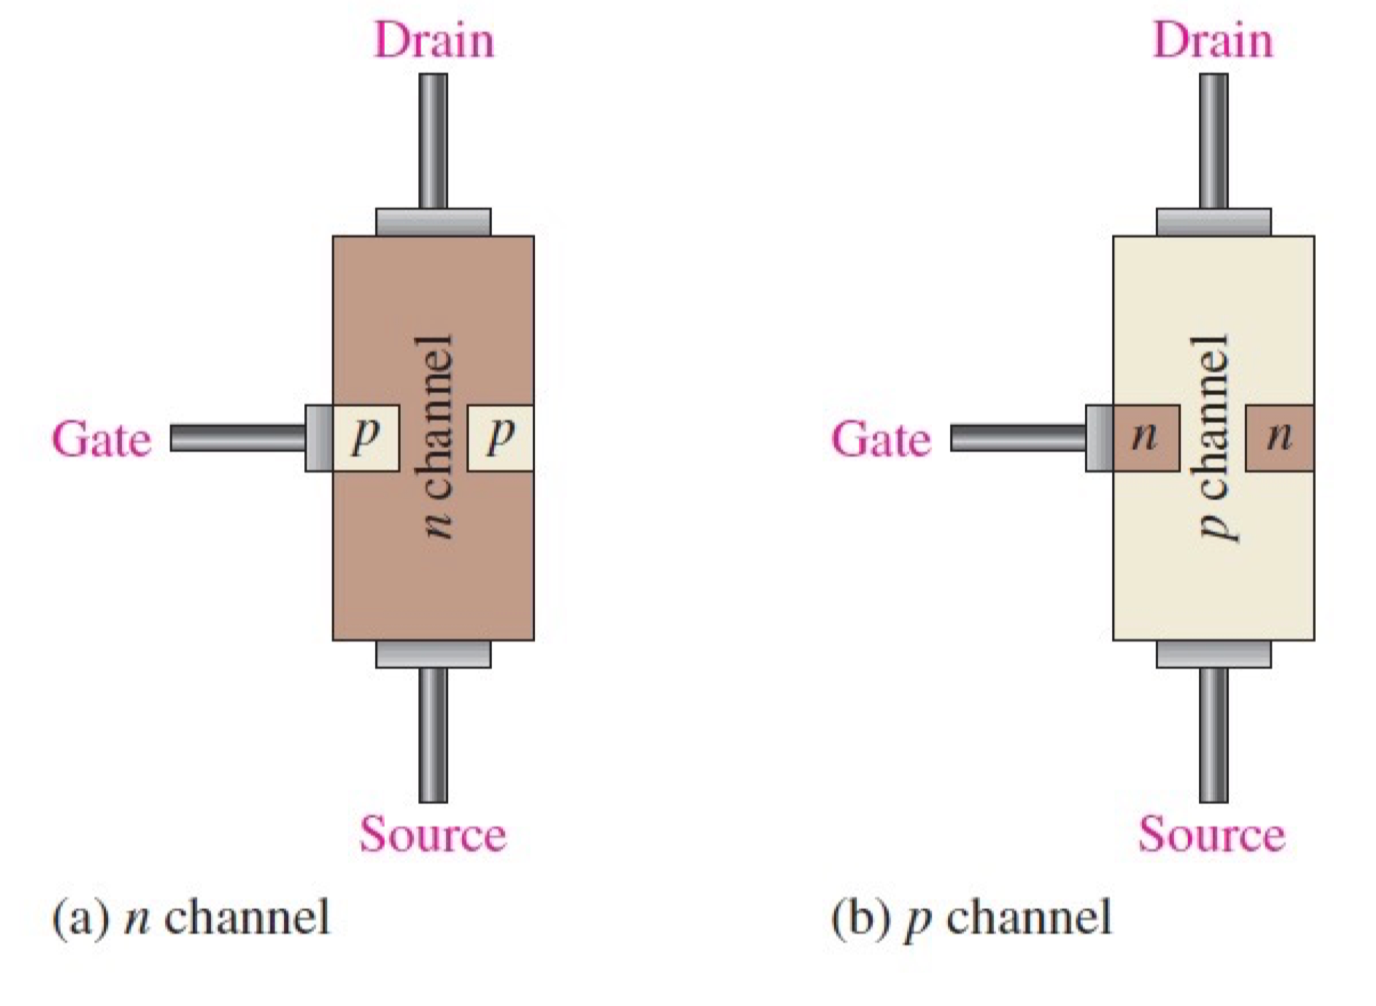 Drain
Gate
p
n channel
p
Source
(a) n channel
Drain
Gate
n
p channel
n
Source
(b) p channel